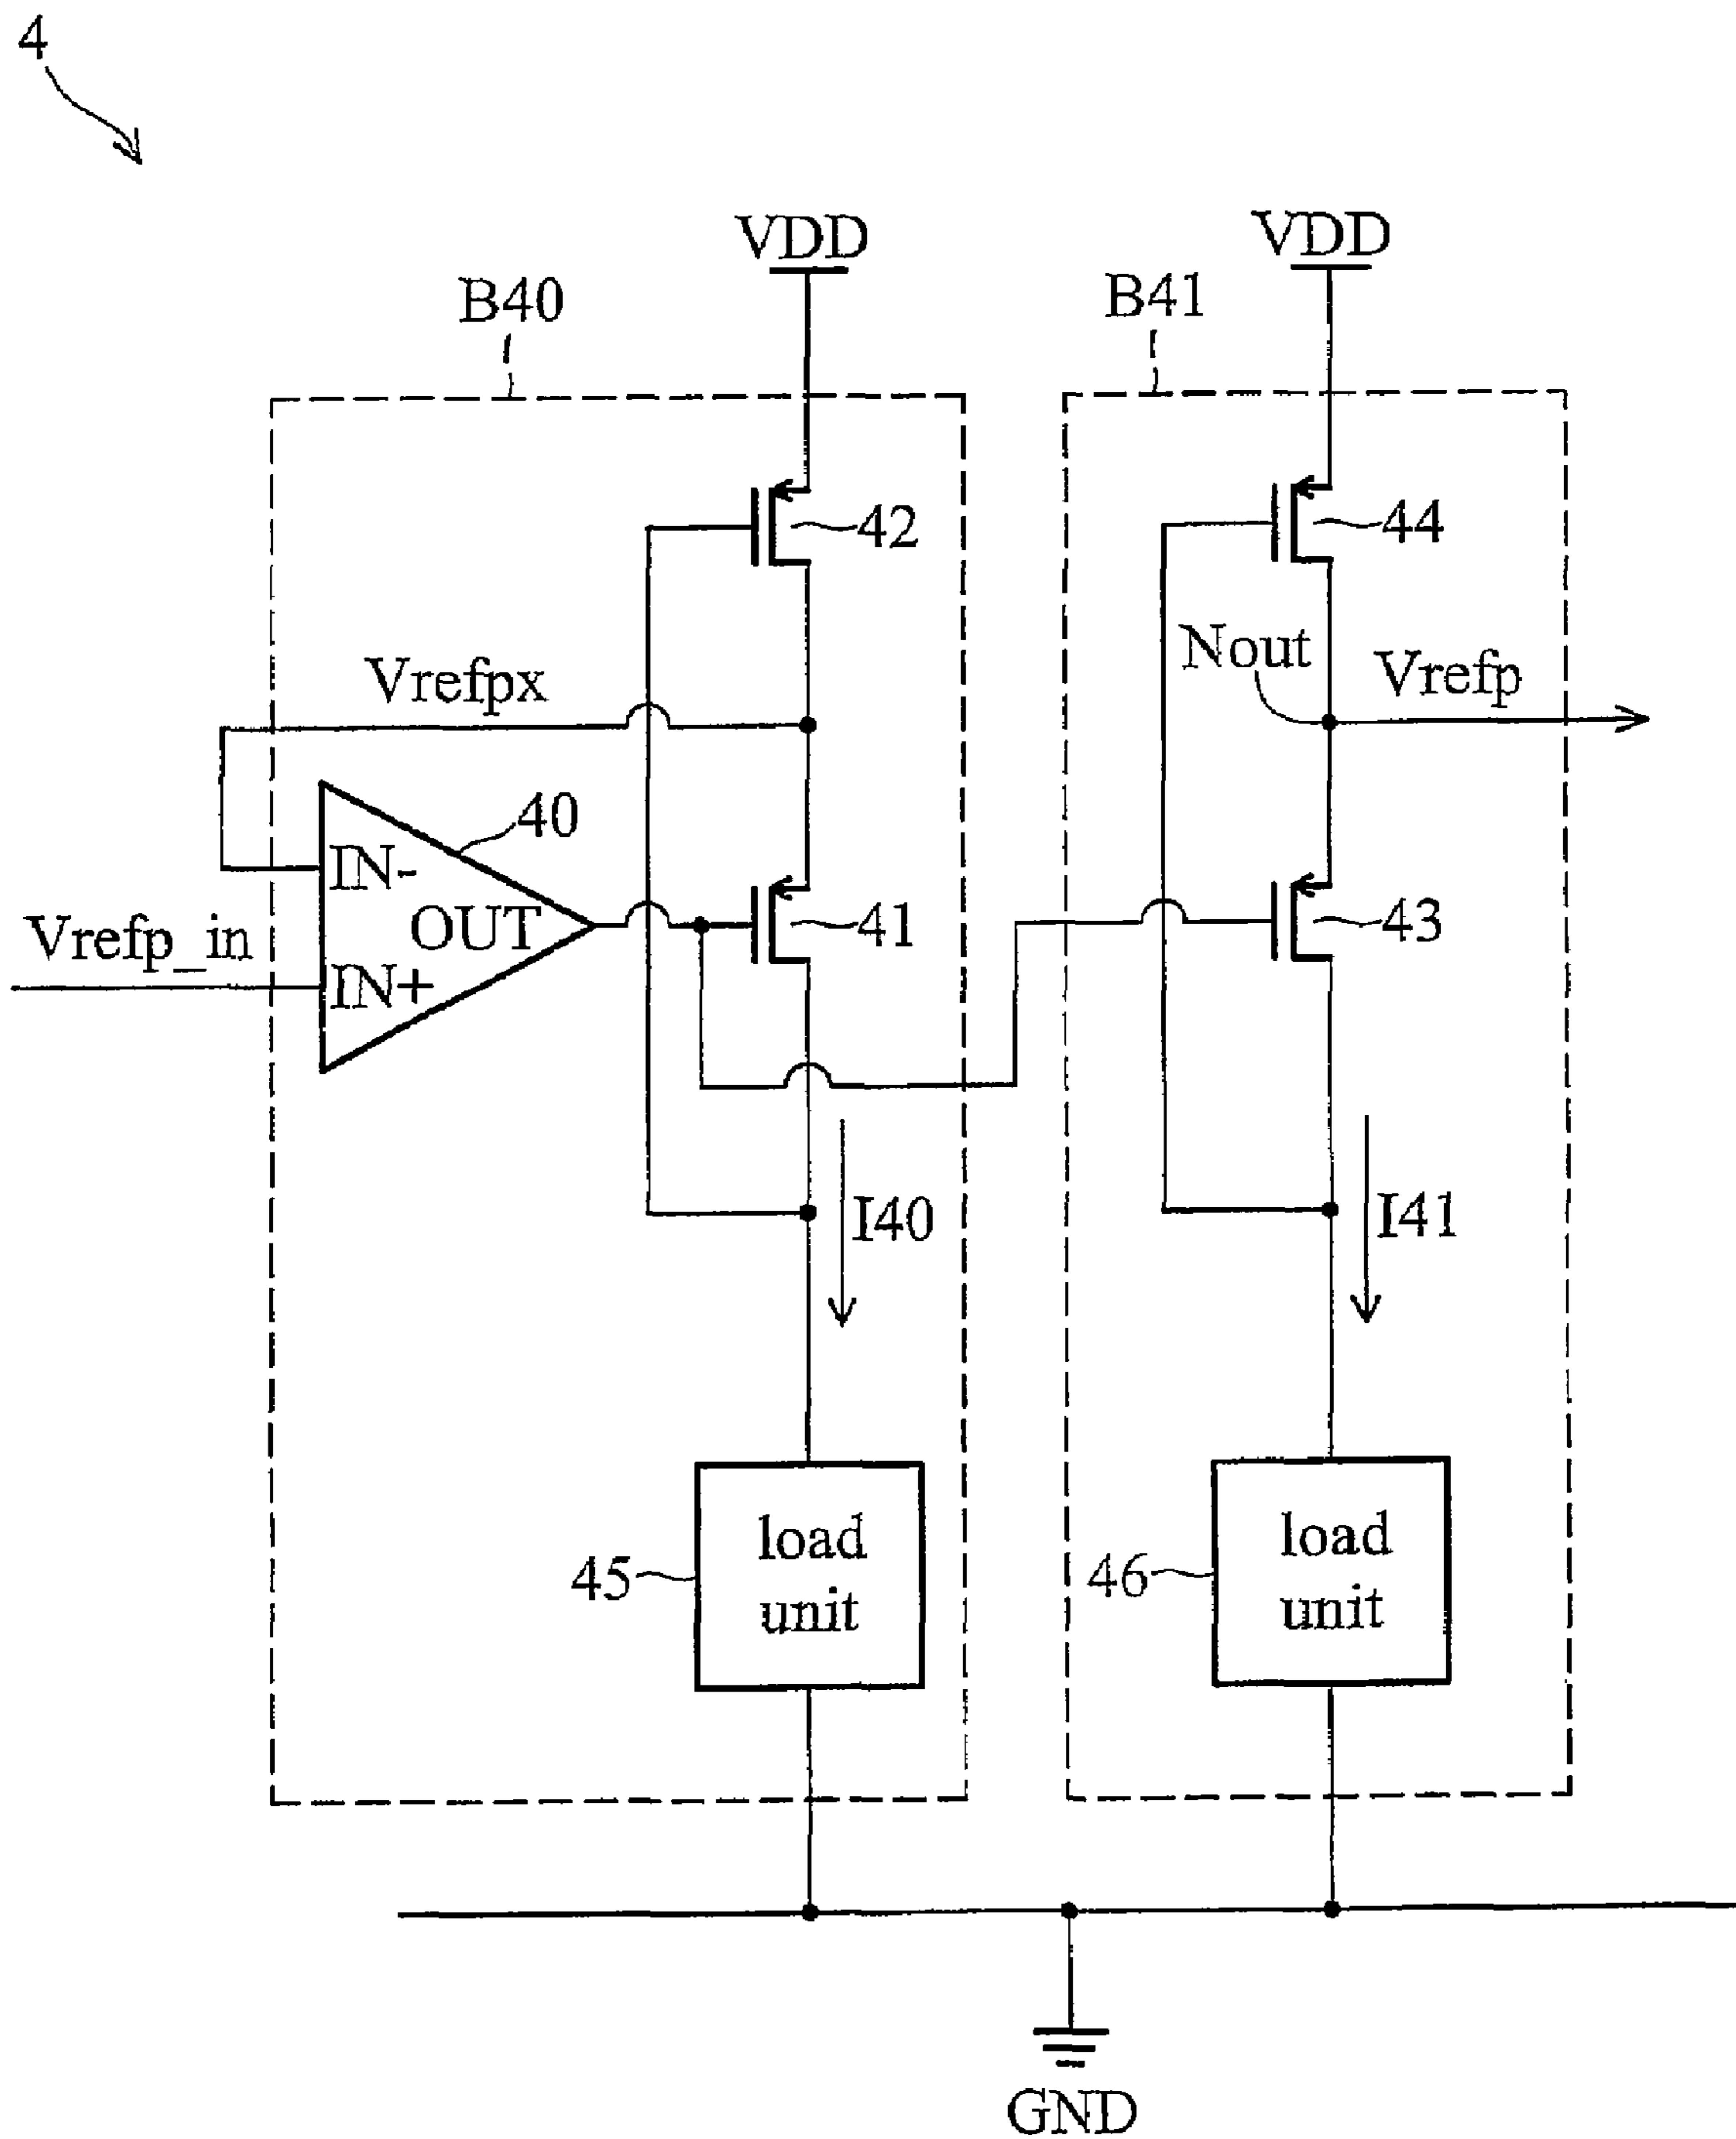 4
VDD
VDD
B40
B41
42
44
Nout
Vrefp
Vrefpx
40
IN-
OUT
41
43
Vrefp_in
IN+
I40
I41
load
unit
45
load
unit
46
GND